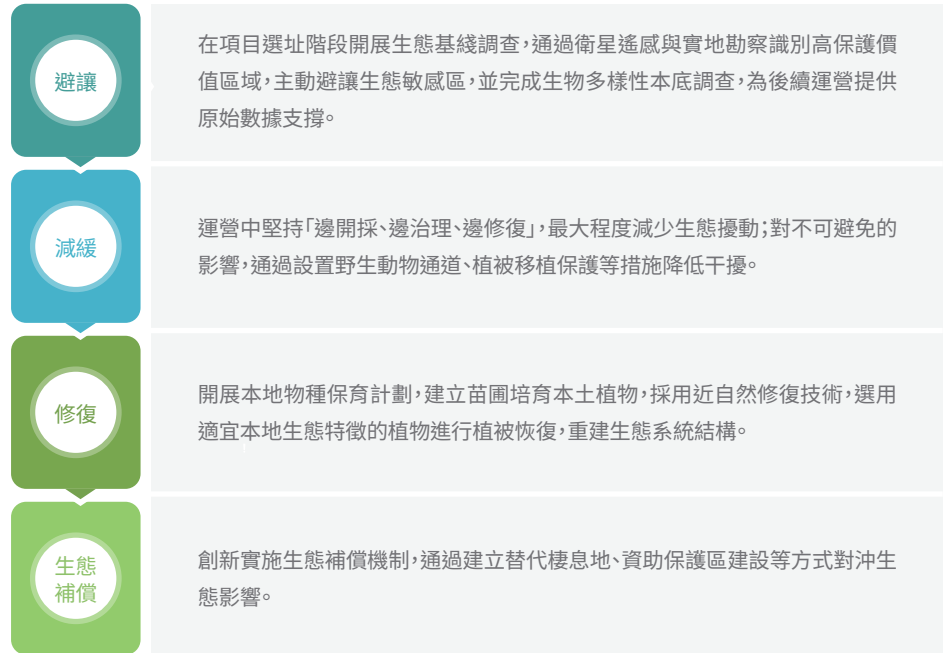 避讓
在項目選址階段開展生態基綫調查，通過衛星遙感與實地勘察識別高保護價
值區域，主動避讓生態敏感區，並完成生物多樣性本底調查，為後續運營提供
原始數據支撐。
減緩
運營中堅持「邊開採、邊治理、邊修復」，最大程度減少生態擾動；對不可避免的
影響，通過設置野生動物通道、植被移植保護等措施降低干擾。
修復
開展本地物種保育計劃，建立苗圃培育本土植物，採用近自然修復技術，選用
適宜本地生態特徵的植物進行植被恢復，重建生態系統結構。
生態
補償
創新實施生態補償機制，通過建立替代棲息地、資助保護區建設等方式對沖生
態影響。